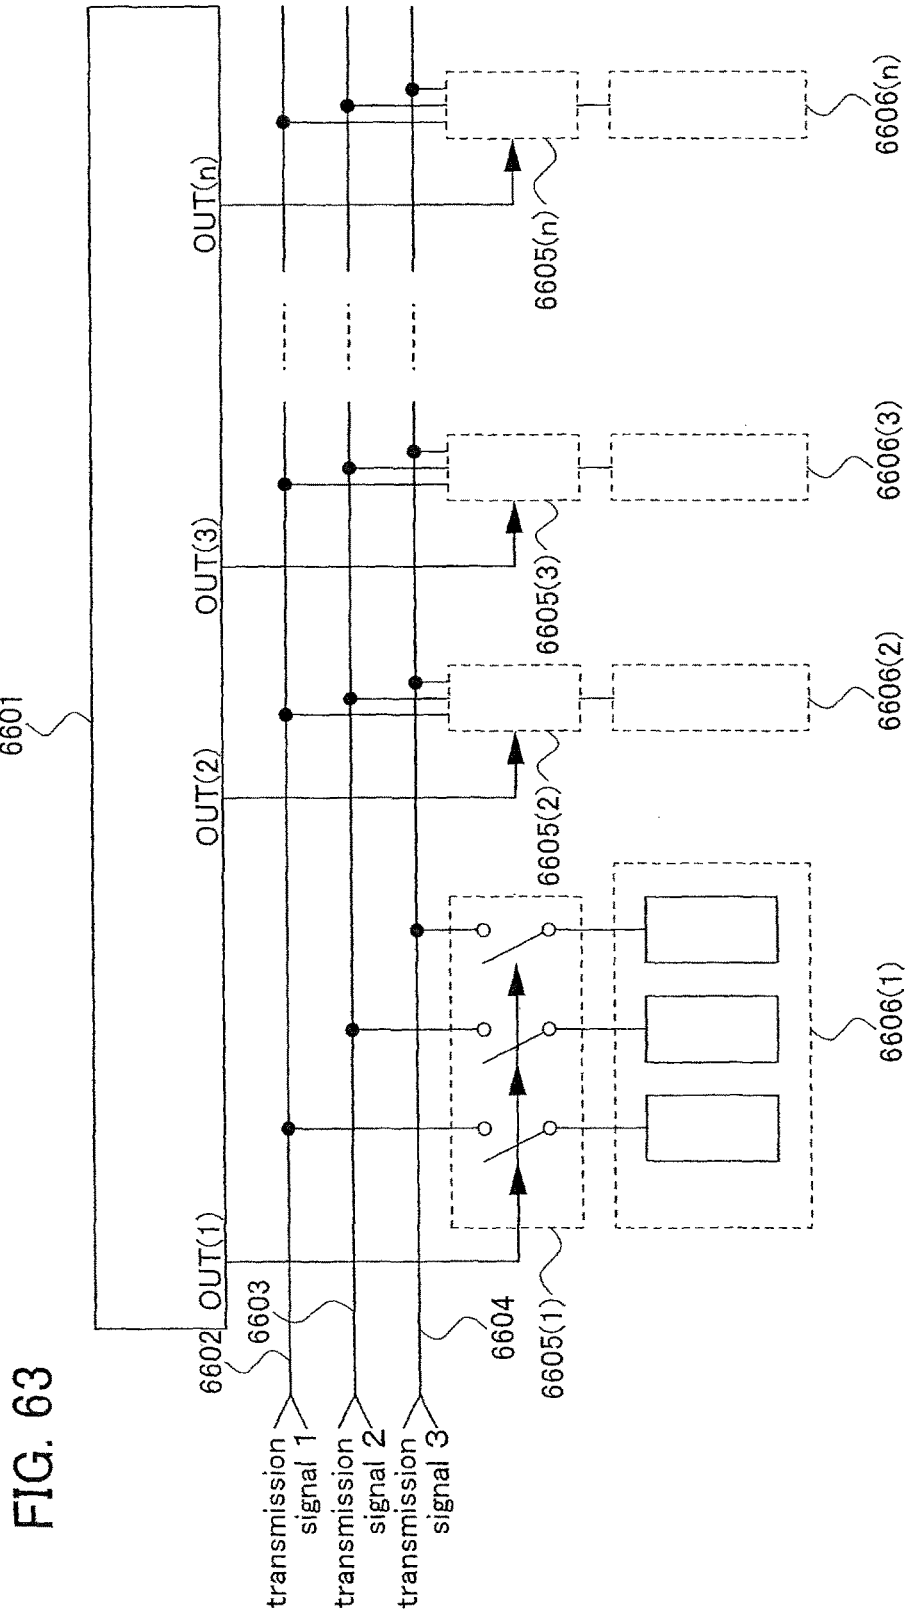 FIG. 63
6601
OUT(1)
OUT(2)
OUT(3)
OUT(n)
6602
6603
6604
transmission
signal 1
transmission
signal 2
transmission
signal 3
6605(1)
6605(2)
6605(3)
6605(n)
6606(1)
6606(2)
6606(3)
6606(n)